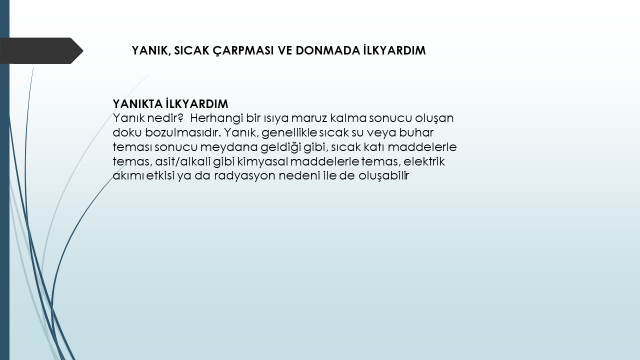 YANIK, SICAK ÇARPMASI VE DONMADA İLKYARDIM
YANIKTA İLKYARDIM
Yanık nedir? Herhangi bir ısıya maruz kalma sonucu oluşan
doku bozulmasıdır. Yanık, genellikle sıcak su veya buhar
teması sonucu meydana geldiği gibi, sıcak katı maddelerle
temas, asit/alkali gibi kimyasal maddelerle temas, elektrik
akımı etkisi ya da radyasyon nedeni ile de oluşabilir